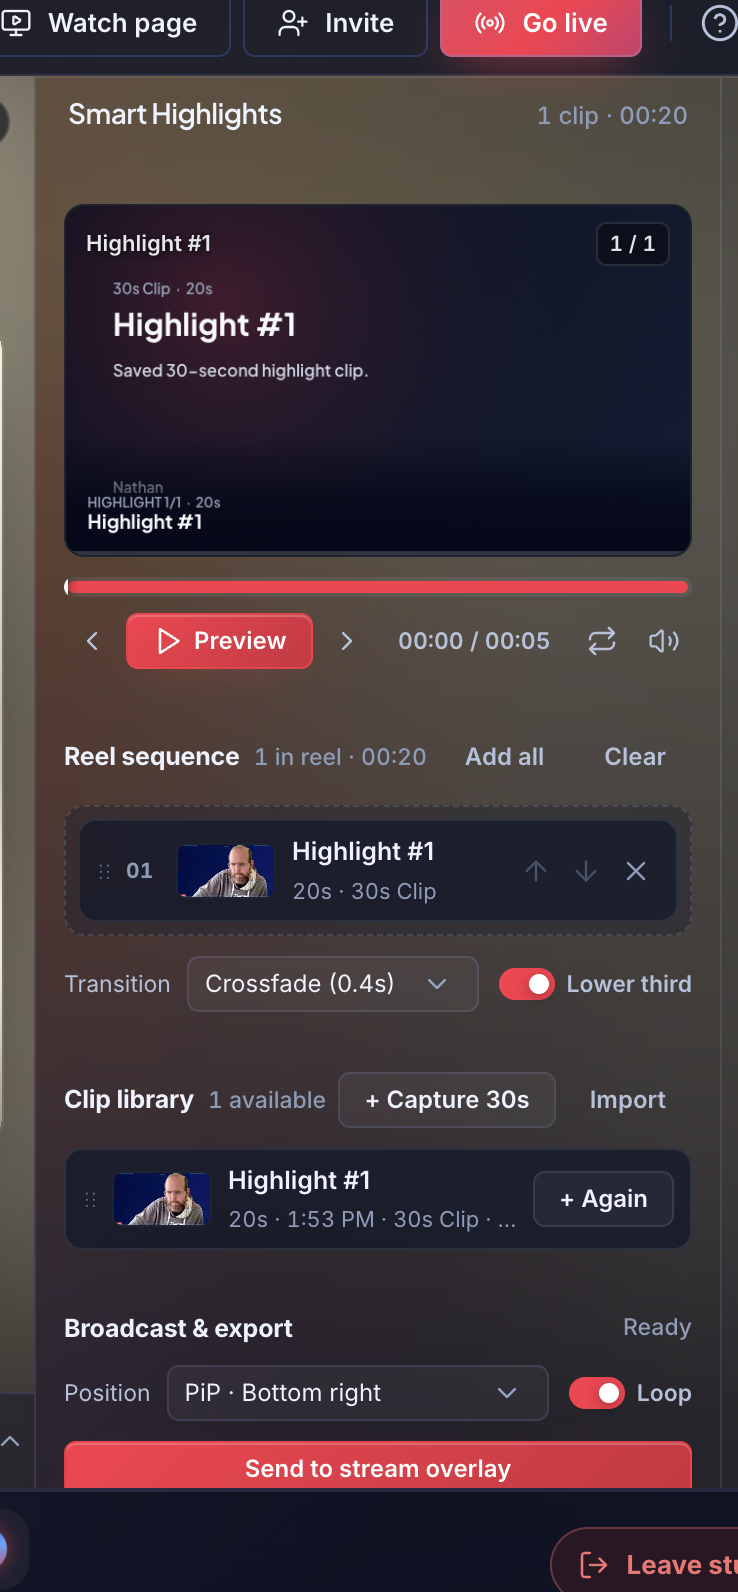 Watch page
Invite
Go live
Smart Highlights
1 clip · 00:20
Highlight #1
1 / 1
30s Clip · 20s
Highlight #1
Saved 30-second highlight clip.
Nathan
HIGHLIGHT 1/1 · 20s
Highlight #1
Preview
00:00 / 00:05
Reel sequence
1 in reel · 00:20
Add all
Clear
01
Highlight #1
20s · 30s Clip
Transition
Crossfade (0.4s)
Lower third
Clip library
1 available
+ Capture 30s
Import
Highlight #1
20s · 1:53 PM · 30s Clip · ...
+ Again
Broadcast & export
Ready
Position
PiP · Bottom right
Loop
Send to stream overlay
Leave